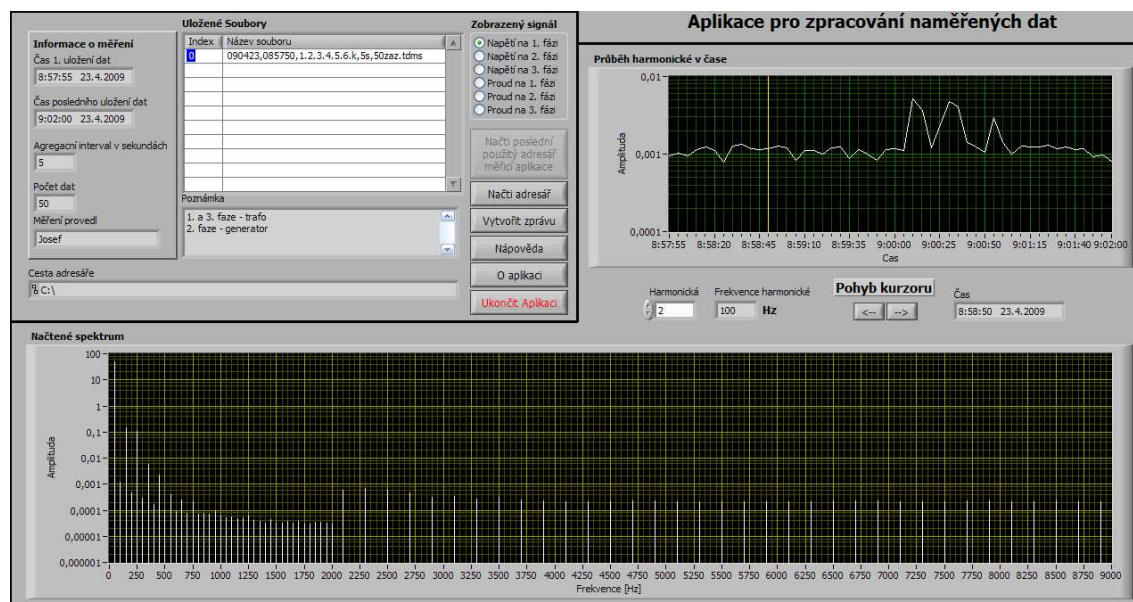 Informace o měření
Čas 1. uložení dat
8:57:55 23.4.2009
Čas posledního uložení dat
9:02:00 23.4.2009
Agregacní interval v sekundách
5
Počet dat
50
Měření provedl
Josef
Uložené Soubory
Index Název souboru
0 090423,085750,1.2.3.4.5.6.k,5s,50zaz.tdms
Poznámka
1. a 3. faze - trafo
2. faze - generator
Cesta adresáře
C:\
Zobrazený signál
Napětí na 1. fázi
Napětí na 2. fázi
Napětí na 3. fázi
Proud na 1. fázi
Proud na 2. fázi
Proud na 3. fázi
Načti poslední
použitý adresář
měřicí aplikace
Načti adresář
Vytvořit zprávu
Nápověda
O aplikaci
Ukončit Aplikaci
Aplikace pro zpracování naměřených dat
Průběh harmonické v čase
0,01
0,001
0,0001
Amplituda
8:57:55 8:58:20 8:58:45 8:59:10 8:59:35 9:00:00 9:00:25 9:00:50 9:01:15 9:01:40 9:02:00
Cas
Harmonická
2
Frekvence harmonické
100 Hz
Pohyb kurzoru
<-- -->
Čas
8:58:50 23.4.2009
Načtené spektrum
100
10
1
0,1
0,01
0,001
0,0001
0,00001
0,000001
Amplituda
0 250 500 750 1000 1250 1500 1750 2000 2250 2500 2750 3000 3250 3500 3750 4000 4250 4500 4750 5000 5250 5500 5750 6000 6250 6500 6750 7000 7250 7500 7750 8000 8250 8500 8750 9000
Frekvence [Hz]